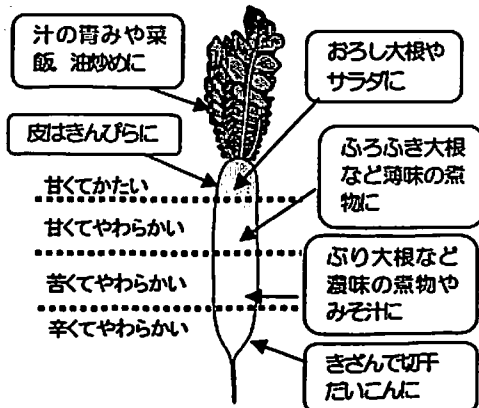 汁の青みや菜
飯、油炒めに
おろし大根や
サラダに
皮はきんぴらに
甘くてかたい
ふろふき大根
など薄味の煮
物に
甘くてやわらかい
苦くてやわらかい
ぶり大根など
濃味の煮物や
みそ汁に
辛くてやわらかい
きざんで切干
だいこんに